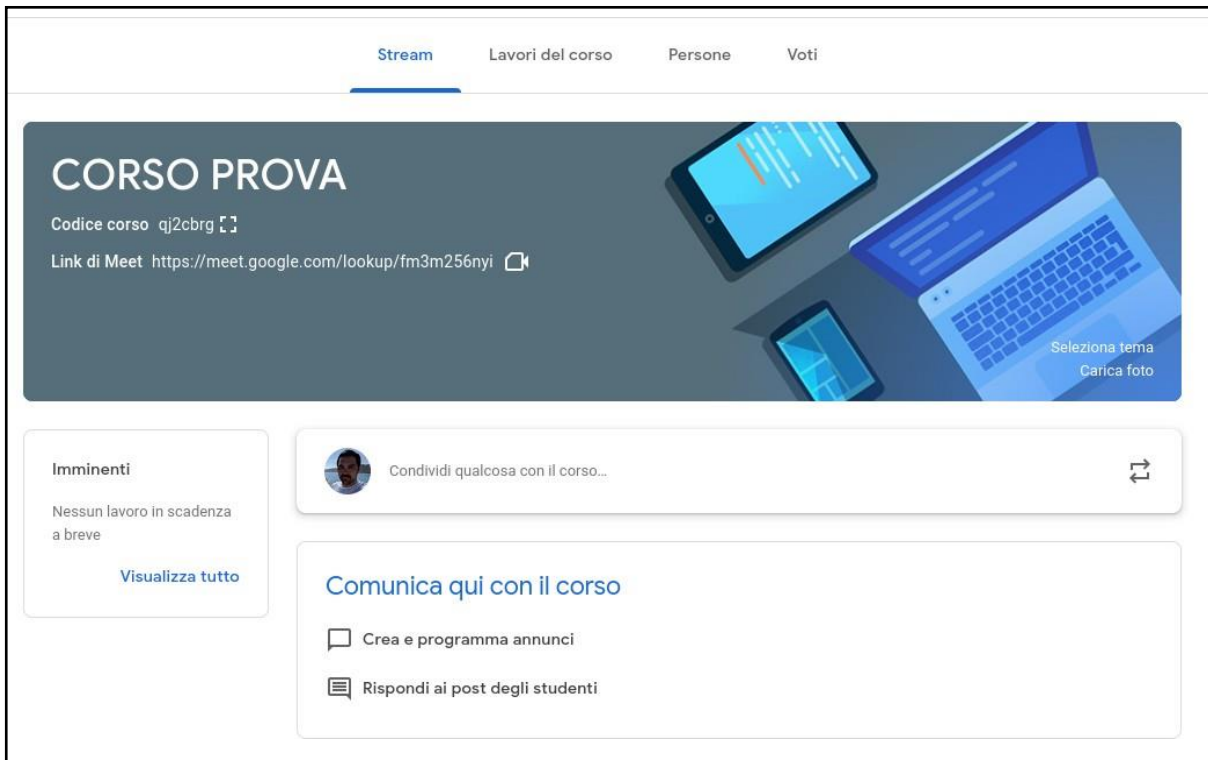 Stream Lavori del corso Persone Voti
CORSO PROVA
Codice corso qj2cbrg
Link di Meet https://meet.google.com/lookup/fm3m256nyi
Seleziona tema
Carica foto
Imminenti
Nessun lavoro in scadenza
a breve
Visualizza tutto
Condividi qualcosa con il corso...
Comunica qui con il corso
Crea e programma annunci
Rispondi ai post degli studenti